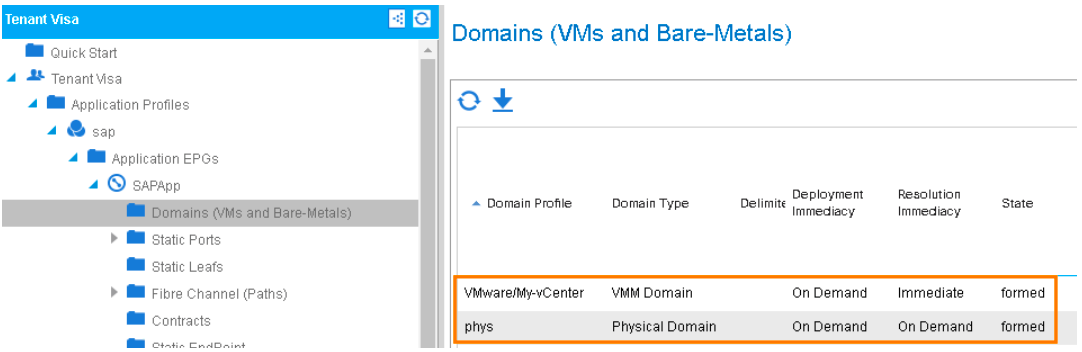 Tenant Visa
Quick Start
Tenant Visa
Application Profiles
sap
Application EPGs
SAPApp
Domains (VMs and Bare-Metals)
Static Ports
Static Leafs
Fibre Channel (Paths)
Contracts
Static EndPoint
Domains (VMs and Bare-Metals)
Domain Profile Domain Type Delimite Deployment Immediacy Resolution Immediacy State
VMware/My-vCenter VMM Domain On Demand Immediate formed
phys Physical Domain On Demand On Demand formed